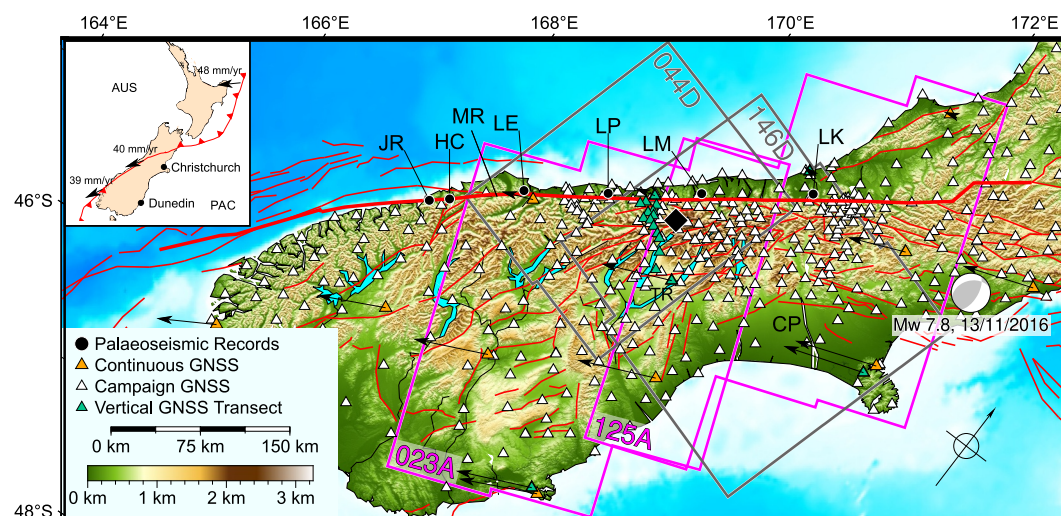 164°E
166°E
168°E
170°E
172°E
48 mm/yr
AUS
40 mm/yr
Christchurch
39 mm/yr
Dunedin
PAC
044D
146D
MR
LE
LP
LK
JR
HC
LM
46°S
TR
CP
Mw 7.8, 13/11/2016
Palaeoseismic Records
Continuous GNSS
Campaign GNSS
Vertical GNSS Transect
0 km
75 km
150 km
023A
125A
0 km
1 km
2 km
3 km
48°S